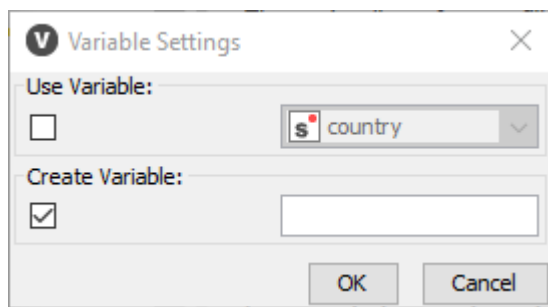 V Variable Settings
Use Variable:
s country
Create Variable:
OK Cancel